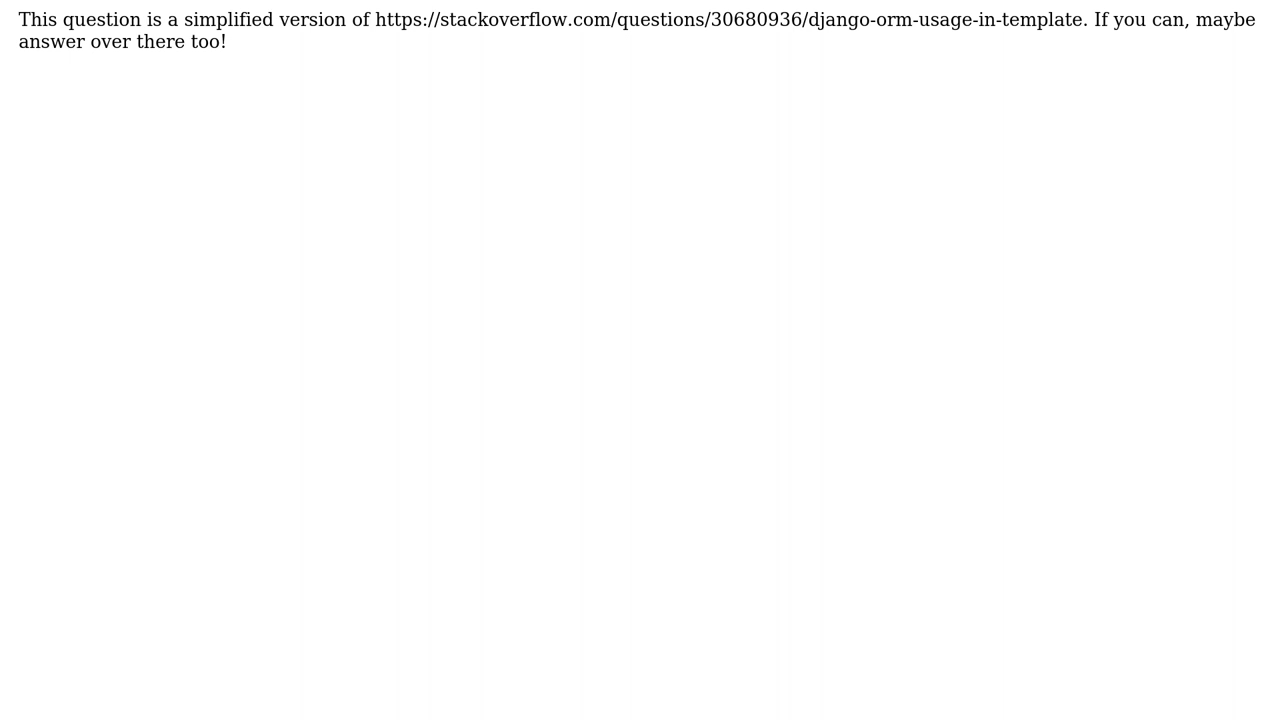 This question is a simplified version of https://stackoverflow.com/questions/30680936/django-orm-usage-in-template. If you can, maybe
answer over there too!